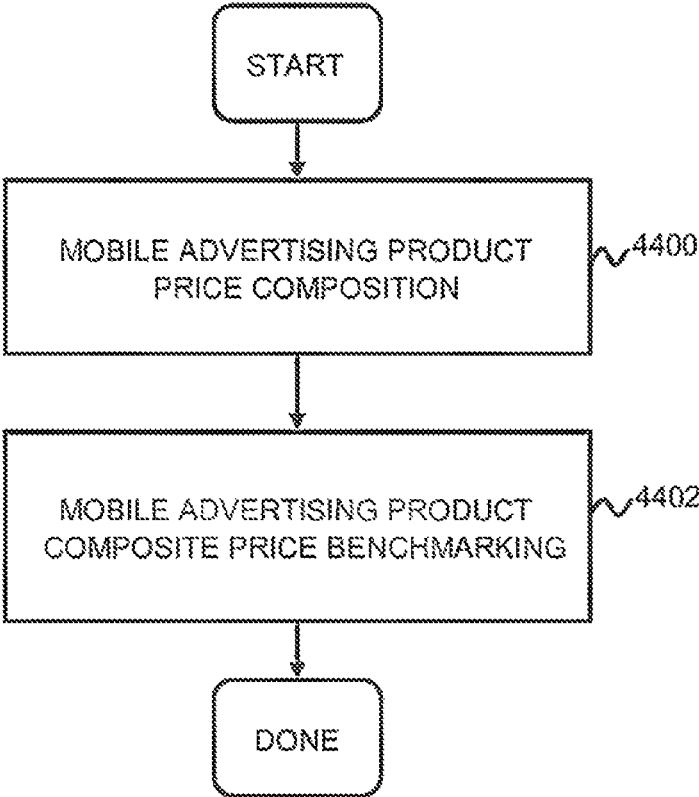 START
MOBILE ADVERTISING PRODUCT
PRICE COMPOSITION
4400
MOBILE ADVERTISING PRODUCT
COMPOSITE PRICE BENCHMARKING
4402
DONE